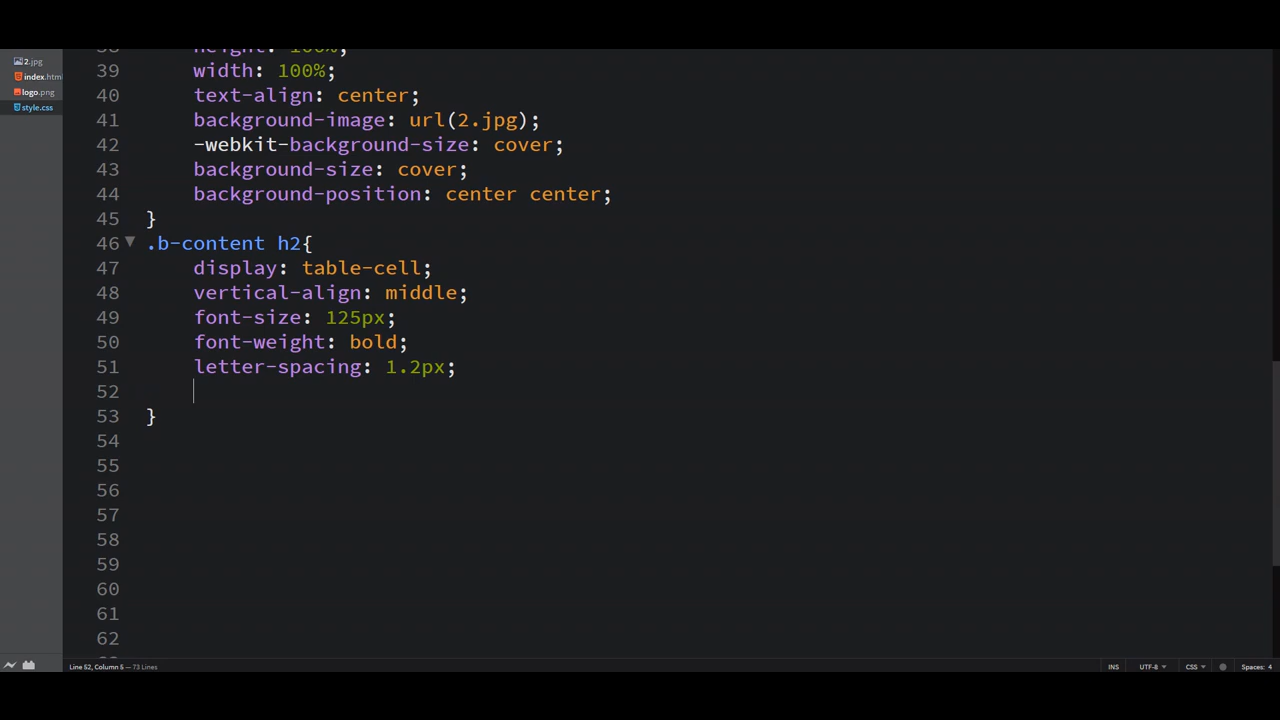 2.jpg
index.html
logo.png
style.css
38 height: 100%;
39 width: 100%;
40 text-align: center;
41 background-image: url(2.jpg);
42 -webkit-background-size: cover;
43 background-size: cover;
44 background-position: center center;
45 }
46 .b-content h2{
47 display: table-cell;
48 vertical-align: middle;
49 font-size: 125px;
50 font-weight: bold;
51 letter-spacing: 1.2px;
52
53 }
54
55
56
57
58
59
60
61
62
Line 52, Column 5 — 73 Lines
INS UTF-8 CSS Spaces: 4